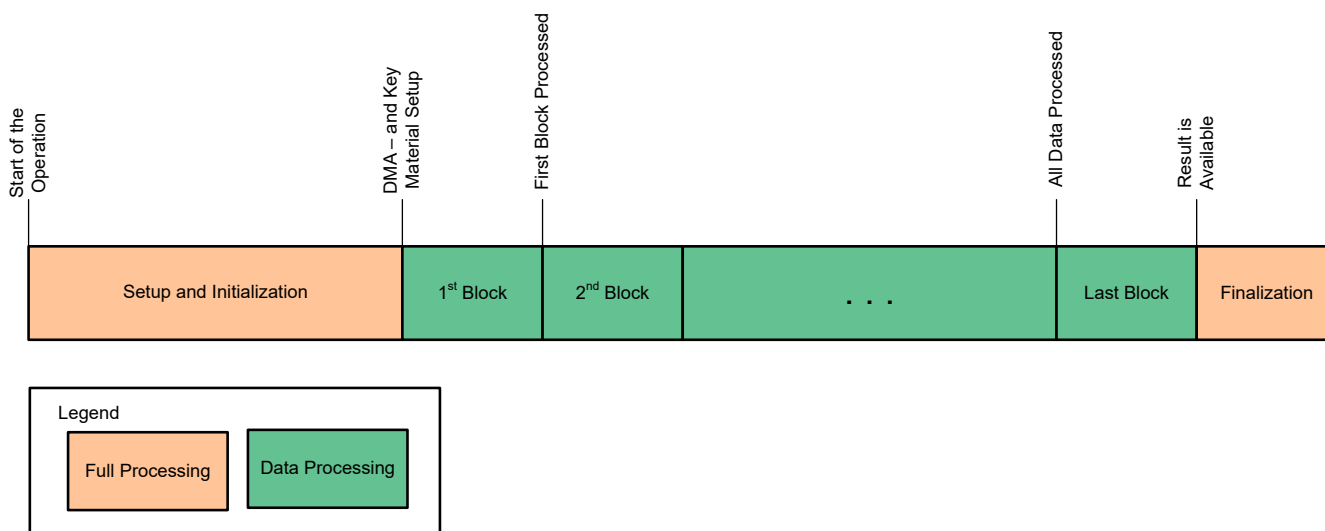 Start of the
Operation
DMA – and Key
Material Setup
First Block Processed
All Data Processed
Result is
Available
Setup and Initialization
1st Block
2nd Block
. . .
Last Block
Finalization
Legend
Full Processing
Data Processing